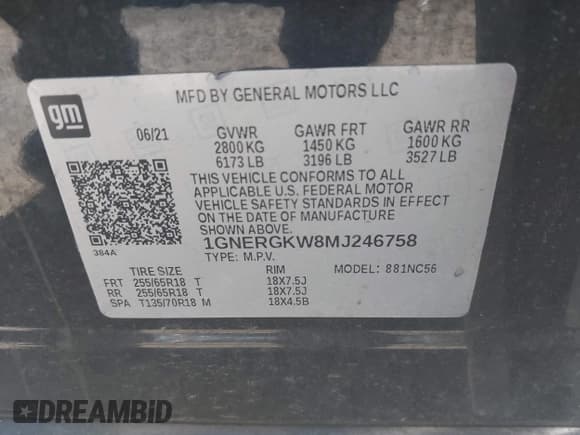 gm
MFD BY GENERAL MOTORS LLC
06/21 GVWR GAWR FRT GAWR RR
2800 KG 1450 KG 1600 KG
6173 LB 3196 LB 3527 LB
THIS VEHICLE CONFORMS TO ALL
APPLICABLE U.S. FEDERAL MOTOR
VEHICLE SAFETY STANDARDS IN EFFECT
ON THE DATE OF MANUFACTURE
SHOWN ABOVE.
384A
1GNERGKW8MJ246758
TYPE: M.P.V. MODEL: 881NC56
TIRE SIZE RIM
FRT 255/65R18 T 18X7.5J
RR 255/65R18 T 18X7.5J
SPA T135/70R18 M 18X4.5B
DREAMBID